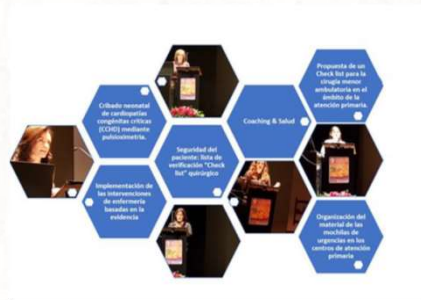 Propuesta de un
Check list para la
cirugía menor
ambulatoria en el
ámbito de la
atención primaria.
Cribado neonatal
de cardiopatías
congénitas críticas
(CCHD) mediante
pulsioximetría.
Coaching & Salud
Seguridad del
paciente: lista de
verificación "Check
list" quirúrgico
Implementación de
las intervenciones
de enfermería
basadas en la
evidencia
Organización del
material de las
mochilas de
urgencias en los
centros de atención
primaria